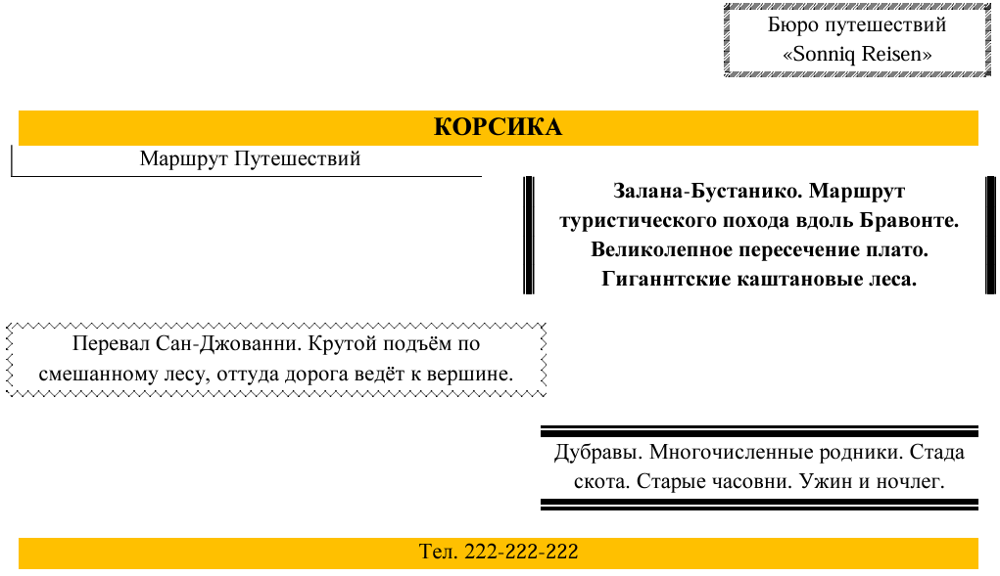 Бюро путешествий
«Sonniq Reisen»
КОРСИКА
Маршрут Путешествий
Залана-Бустанико. Маршрут
туристического похода вдоль Бравонте.
Великолепное пересечение плато.
Гиганнтские каштановые леса.
Перевал Сан-Джованни. Крутой подъём по
смешанному лесу, оттуда дорога ведёт к вершине.
Дубравы. Многочисленные родники. Стада
скота. Старые часовни. Ужин и ночлег.
Тел. 222-222-222